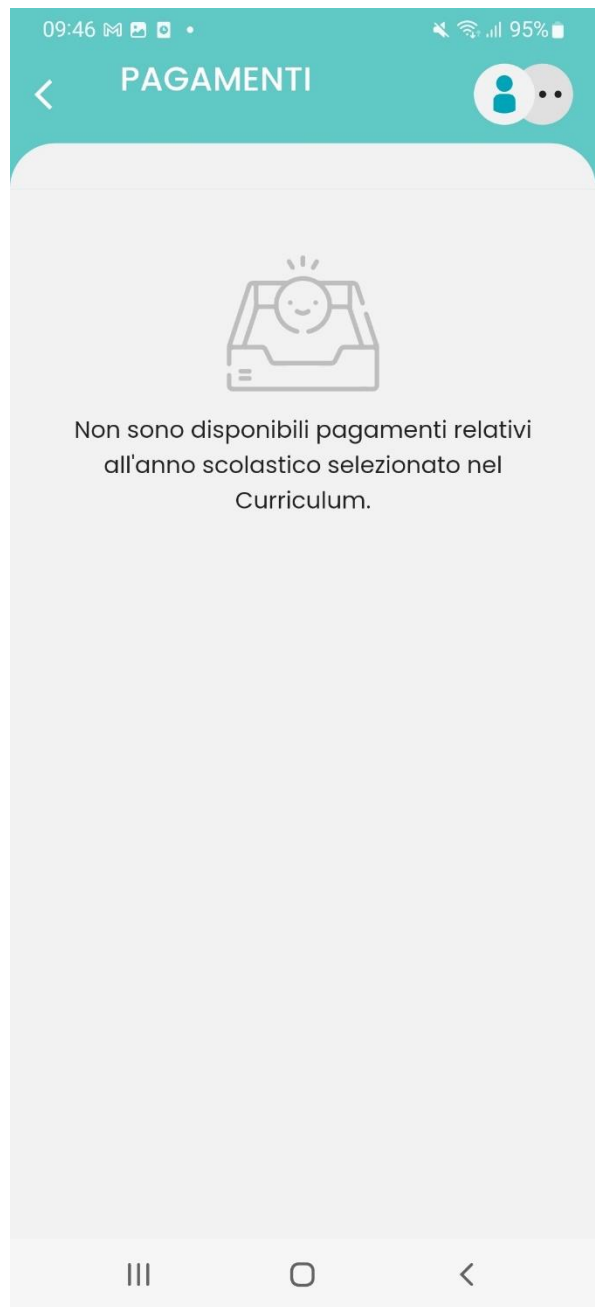 09:46
95%
PAGAMENTI
Non sono disponibili pagamenti relativi
all'anno scolastico selezionato nel
Curriculum.